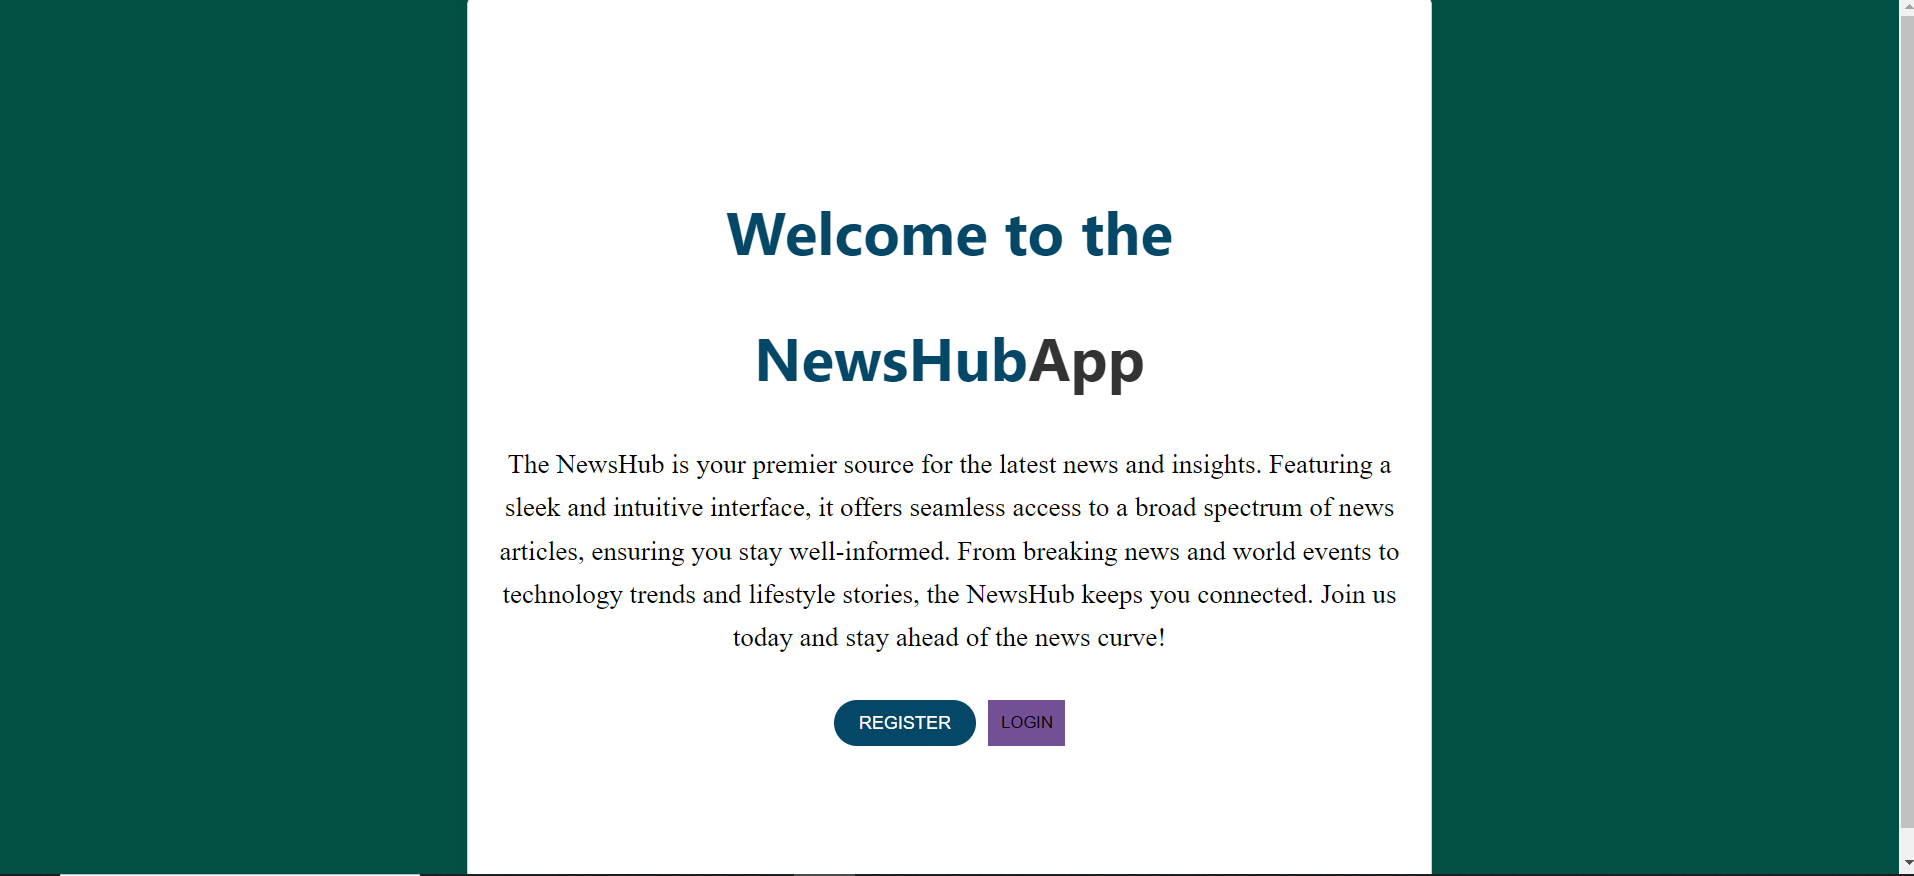 Welcome to the
NewsHubApp
The NewsHub is your premier source for the latest news and insights. Featuring a
sleek and intuitive interface, it offers seamless access to a broad spectrum of news
articles, ensuring you stay well-informed. From breaking news and world events to
technology trends and lifestyle stories, the NewsHub keeps you connected. Join us
today and stay ahead of the news curve!
REGISTER LOGIN